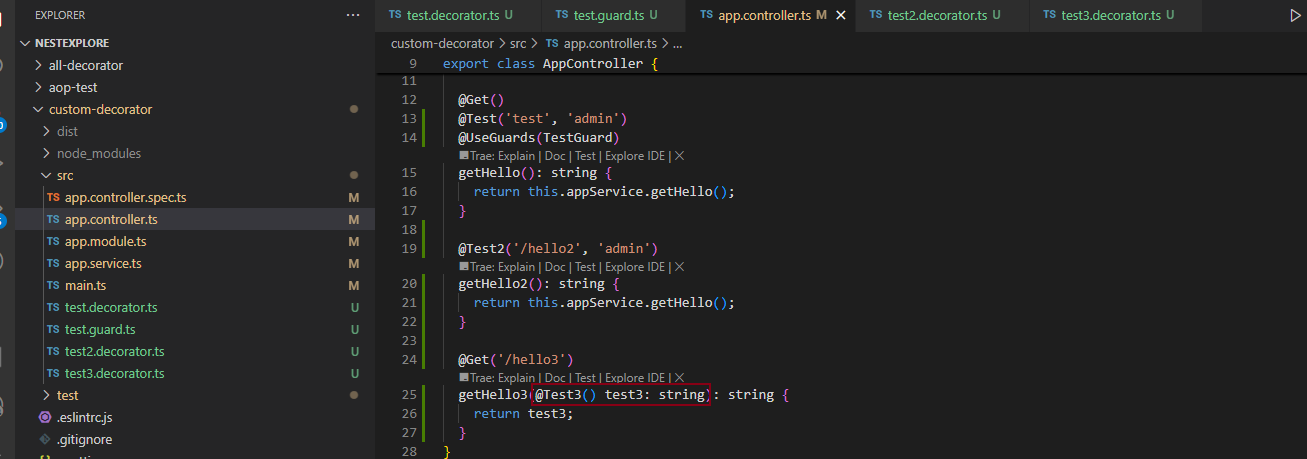 EXPLORER ...
NESTEXPLORE
all-decorator
aop-test
custom-decorator
dist
node_modules
src
TS app.controller.spec.ts M
TS app.controller.ts M
TS app.module.ts M
TS app.service.ts M
TS main.ts M
TS test.decorator.ts U
TS test.guard.ts U
TS test2.decorator.ts U
TS test3.decorator.ts U
test
.eslintrc.js
.gitignore
TS test.decorator.ts U TS test.guard.ts U TS app.controller.ts M TS test2.decorator.ts U TS test3.decorator.ts U
custom-decorator > src > TS app.controller.ts > ...
9 export class AppController {
11
12 @Get()
13 @Test('test', 'admin')
14 @UseGuards(TestGuard)
Trae: Explain | Doc | Test | Explore IDE | X
15 getHello(): string {
16 return this.appService.getHello();
17 }
18
19 @Test2('/hello2', 'admin')
Trae: Explain | Doc | Test | Explore IDE | X
20 getHello2(): string {
21 return this.appService.getHello();
22 }
23
24 @Get('/hello3')
Trae: Explain | Doc | Test | Explore IDE | X
25 getHello3(@Test3() test3: string): string {
26 return test3;
27 }
28 }